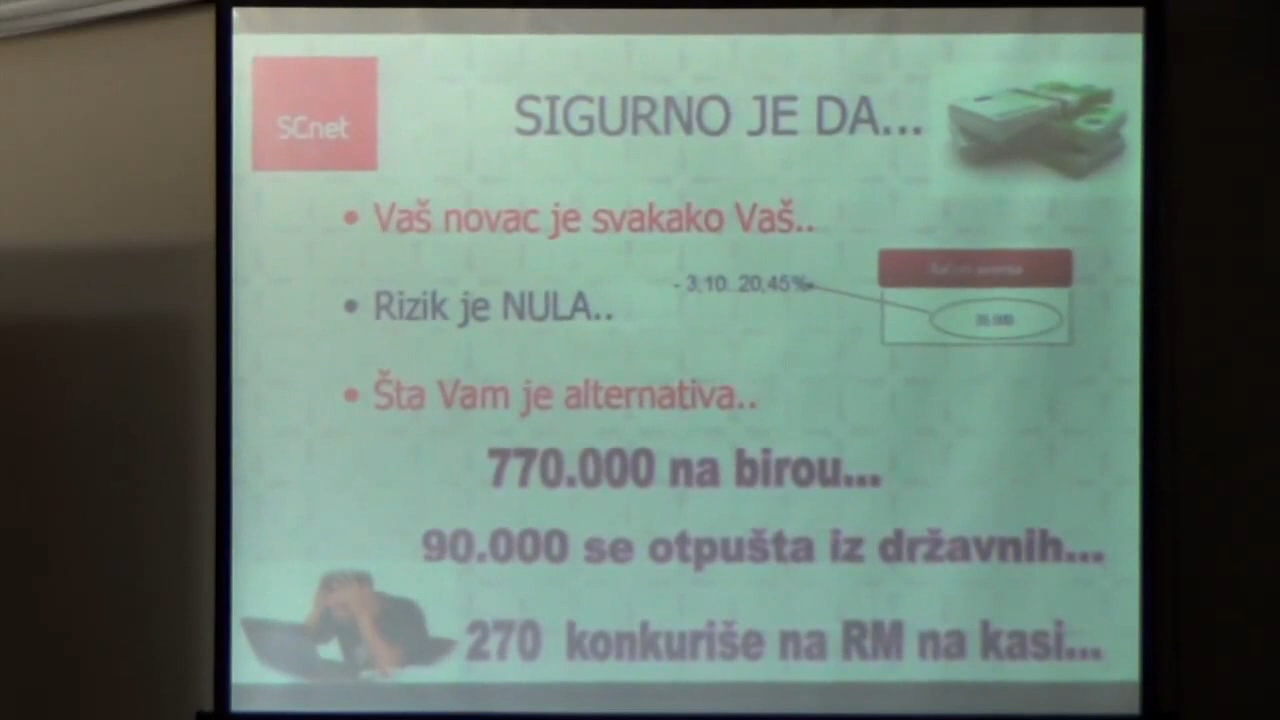 SCnet
SIGURNO JE DA...
• Vaš novac je svakako Vaš..
- 3,10. 20,45%
• Rizik je NULA..
• Šta Vam je alternativa..
770.000 na birou...
90.000 se otpušta iz državnih...
270 konkuriše na RM na kasi...